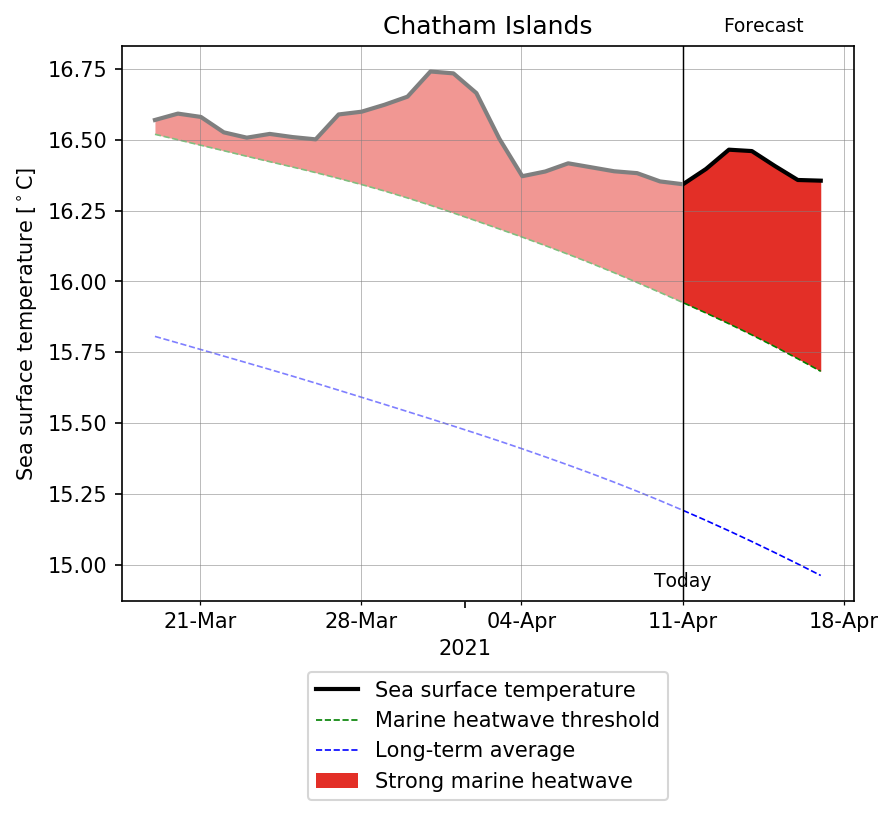 Chatham Islands
Forecast
Sea surface temperature [°C]
16.75
16.50
16.25
16.00
15.75
15.50
15.25
15.00
Today
21-Mar 28-Mar 04-Apr 11-Apr 18-Apr
2021
Sea surface temperature
Marine heatwave threshold
Long-term average
Strong marine heatwave